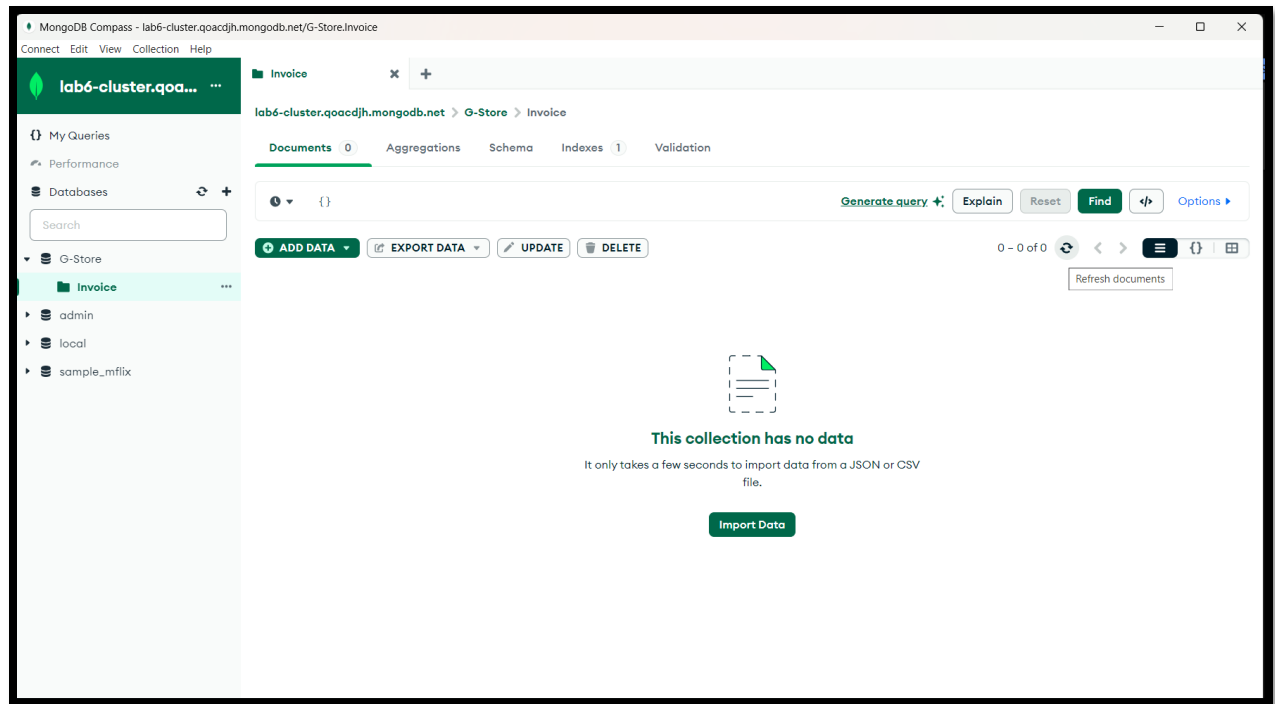 MongoDB Compass - lab6-cluster.qoacdjh.mongodb.net/G-Store.Invoice
Connect Edit View Collection Help
lab6-cluster.qoa... ...
Invoice
lab6-cluster.qoacdjh.mongodb.net > G-Store > Invoice
{} My Queries
Performance
Databases
Search
G-Store
Invoice ...
admin
local
sample_mflix
Documents 0 Aggregations Schema Indexes 1 Validation
{} Generate query Explain Reset Find </> Options
ADD DATA EXPORT DATA UPDATE DELETE 0 – 0 of 0 {}
Refresh documents
This collection has no data
It only takes a few seconds to import data from a JSON or CSV
file.
Import Data